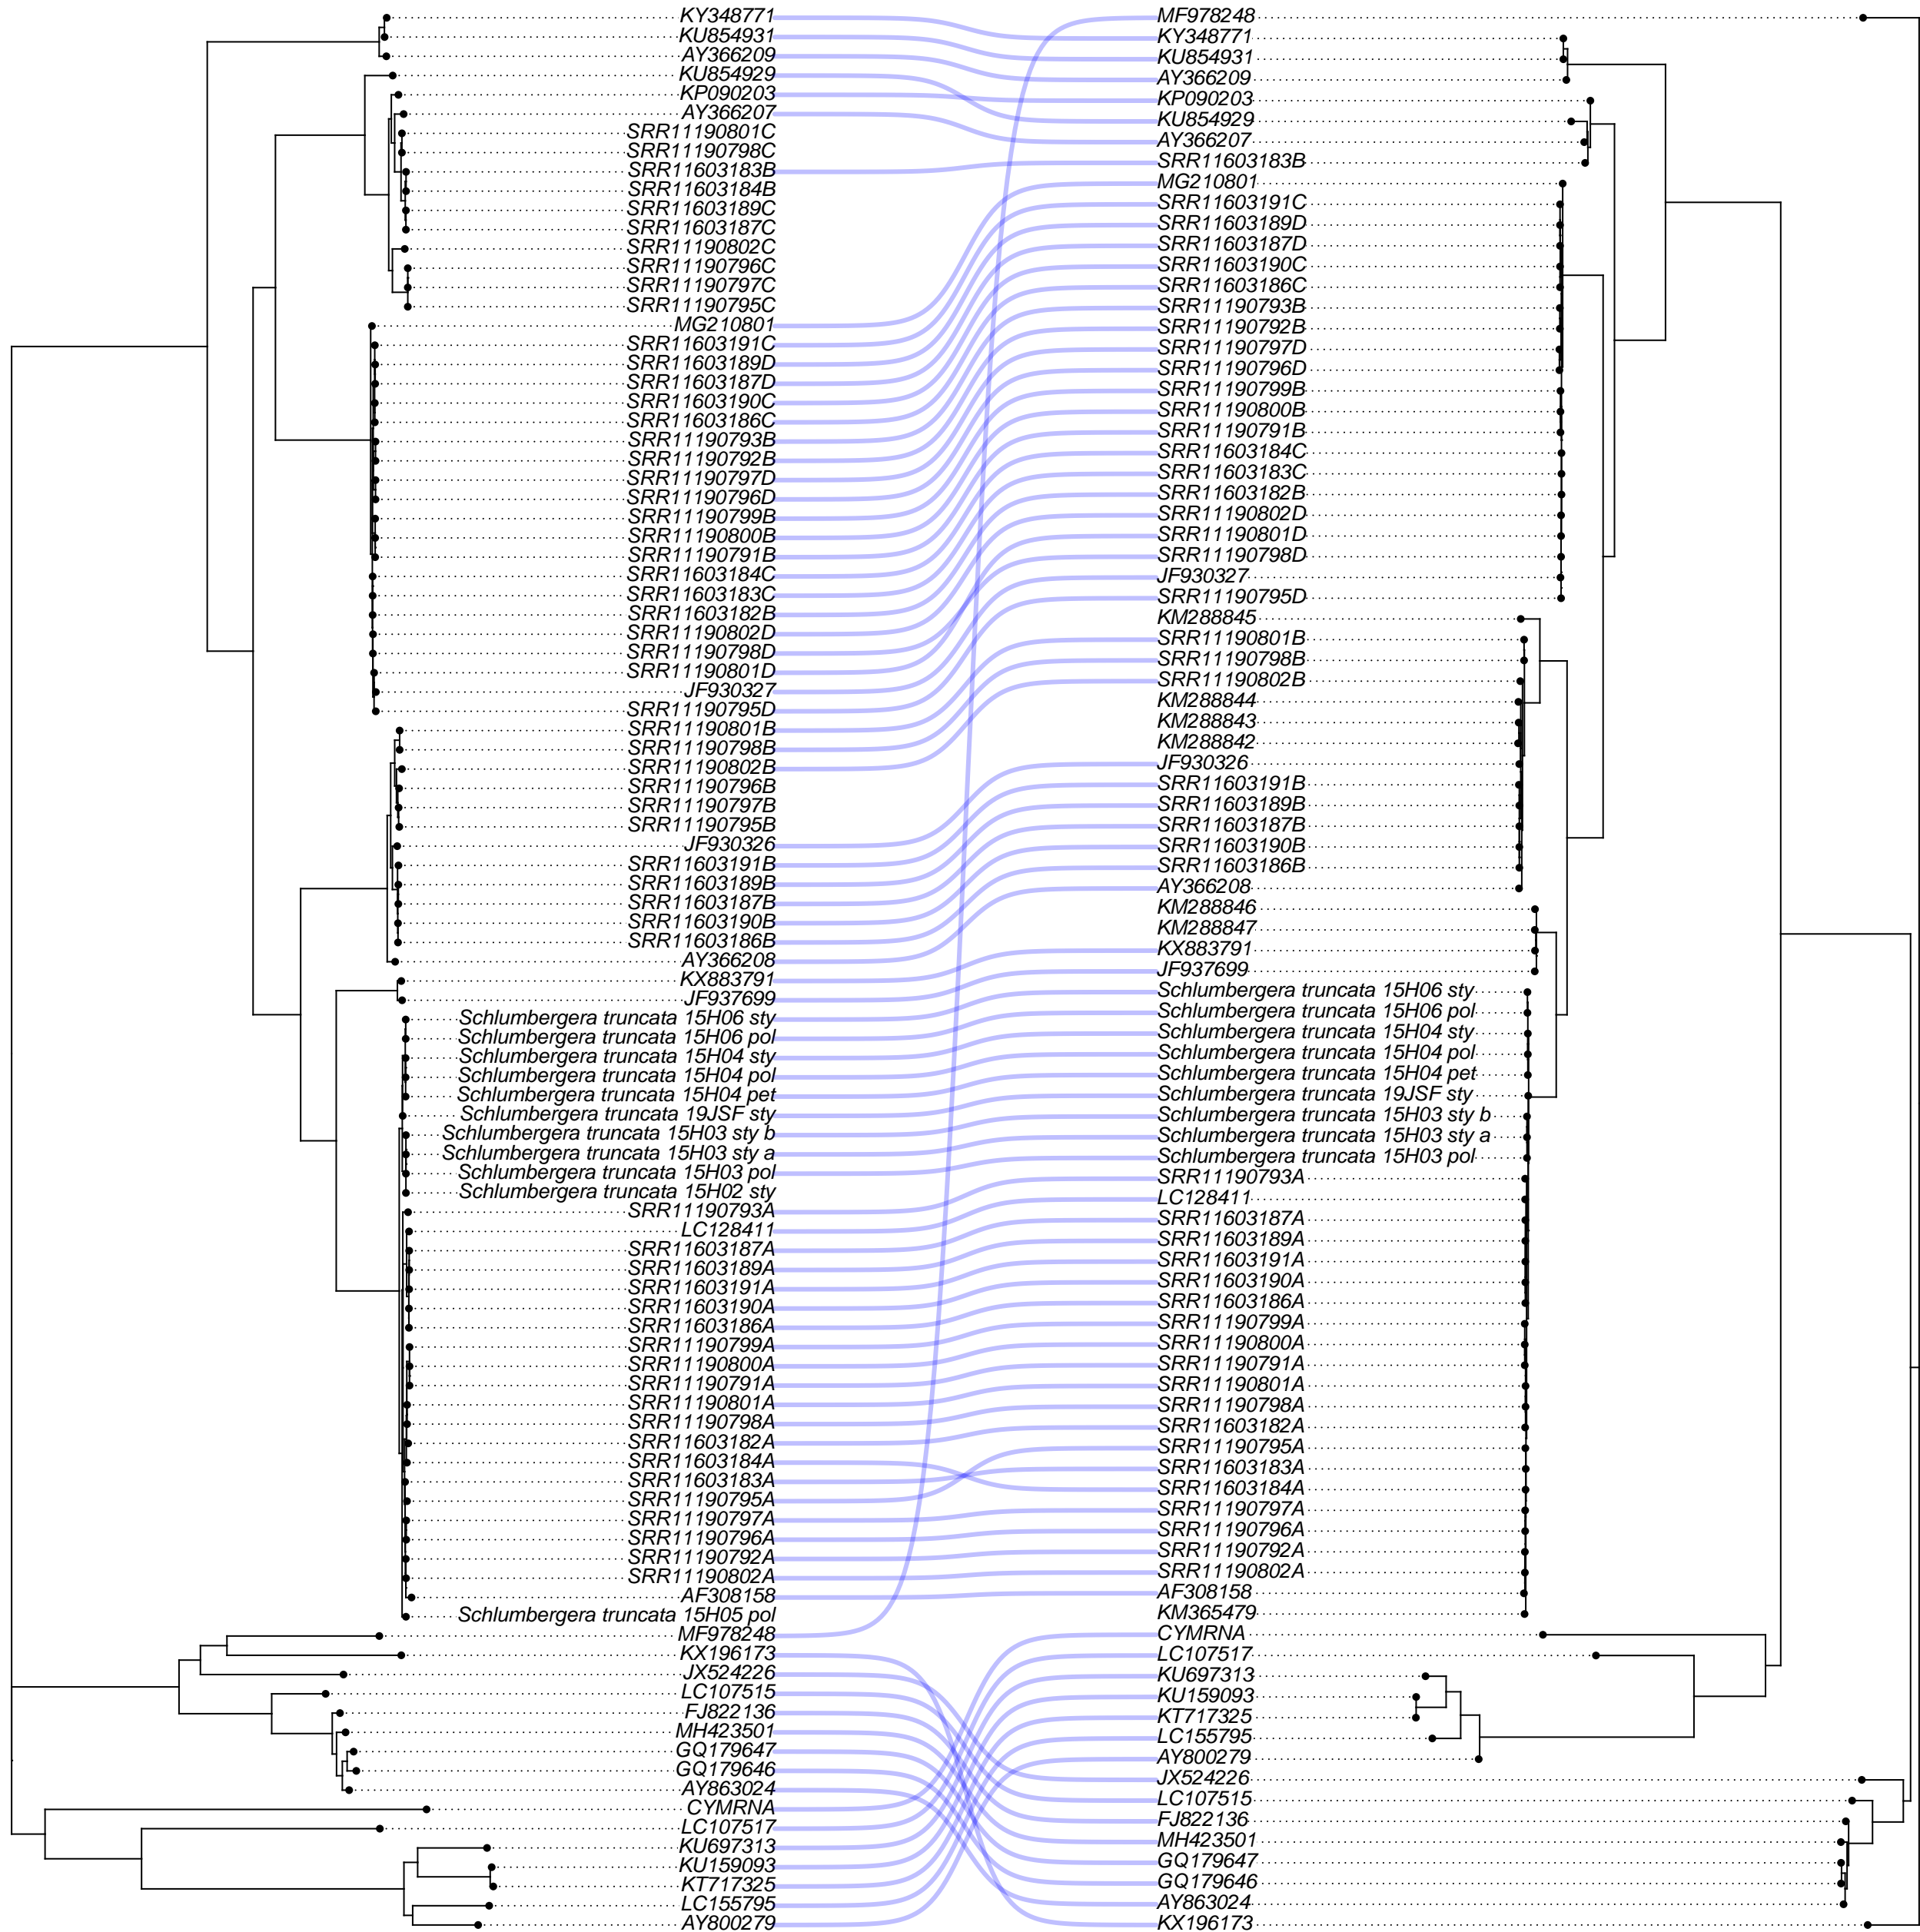 KY348771
KU854931
AY366209
KU854929
KP090203
AY366207
SRR11190801C
SRR11190798C
SRR11603183B
SRR11603184B
SRR11603189C
SRR11603187C
SRR11190802C
SRR11190796C
SRR11190797C
SRR11190795C
MG210801
SRR11603191C
SRR11603189D
SRR11603187D
SRR11603190C
SRR11603186C
SRR11190793B
SRR11190792B
SRR11190797D
SRR11190796D
SRR11190799B
SRR11190800B
SRR11190791B
SRR11603184C
SRR11603183C
SRR11603182B
SRR11190802D
SRR11190798D
SRR11190801D
JF930327
SRR11190795D
SRR11190801B
SRR11190798B
SRR11190802B
SRR11190796B
SRR11190797B
SRR11190795B
JF930326
SRR11603191B
SRR11603189B
SRR11603187B
SRR11603190B
SRR11603186B
AY366208
KX883791
JF937699
Schlumbergera truncata 15H06 sty
Schlumbergera truncata 15H06 pol
Schlumbergera truncata 15H04 sty
Schlumbergera truncata 15H04 pol
Schlumbergera truncata 15H04 pet
Schlumbergera truncata 19JSF sty
Schlumbergera truncata 15H03 sty b
Schlumbergera truncata 15H03 sty a
Schlumbergera truncata 15H03 pol
Schlumbergera truncata 15H02 sty
SRR11190793A
LC128411
SRR11603187A
SRR11603189A
SRR11603191A
SRR11603190A
SRR11603186A
SRR11190799A
SRR11190800A
SRR11190791A
SRR11190801A
SRR11190798A
SRR11603182A
SRR11603184A
SRR11603183A
SRR11190795A
SRR11190797A
SRR11190796A
SRR11190792A
SRR11190802A
AF308158
Schlumbergera truncata 15H05 pol
MF978248
KX196173
JX524226
LC107515
FJ822136
MH423501
GQ179647
GQ179646
AY863024
CYMRNA
LC107517
KU697313
KU159093
KT717325
LC155795
AY800279
MF978248
KY348771
KU854931
AY366209
KP090203
KU854929
AY366207
SRR11603183B
MG210801
SRR11603191C
SRR11603189D
SRR11603187D
SRR11603190C
SRR11603186C
SRR11190793B
SRR11190792B
SRR11190797D
SRR11190796D
SRR11190799B
SRR11190800B
SRR11190791B
SRR11603184C
SRR11603183C
SRR11603182B
SRR11190802D
SRR11190801D
SRR11190798D
JF930327
SRR11190795D
KM288845
SRR11190801B
SRR11190798B
SRR11190802B
KM288844
KM288843
KM288842
JF930326
SRR11603191B
SRR11603189B
SRR11603187B
SRR11603190B
SRR11603186B
AY366208
KM288846
KM288847
KX883791
JF937699
Schlumbergera truncata 15H06 sty
Schlumbergera truncata 15H06 pol
Schlumbergera truncata 15H04 sty
Schlumbergera truncata 15H04 pol
Schlumbergera truncata 15H04 pet
Schlumbergera truncata 19JSF sty
Schlumbergera truncata 15H03 sty b
Schlumbergera truncata 15H03 sty a
Schlumbergera truncata 15H03 pol
SRR11190793A
LC128411
SRR11603187A
SRR11603189A
SRR11603191A
SRR11603190A
SRR11603186A
SRR11190799A
SRR11190800A
SRR11190791A
SRR11190801A
SRR11190798A
SRR11603182A
SRR11190795A
SRR11603183A
SRR11603184A
SRR11190797A
SRR11190796A
SRR11190792A
SRR11190802A
AF308158
KM365479
CYMRNA
LC107517
KU697313
KU159093
KT717325
LC155795
AY800279
JX524226
LC107515
FJ822136
MH423501
GQ179647
GQ179646
AY863024
KX196173